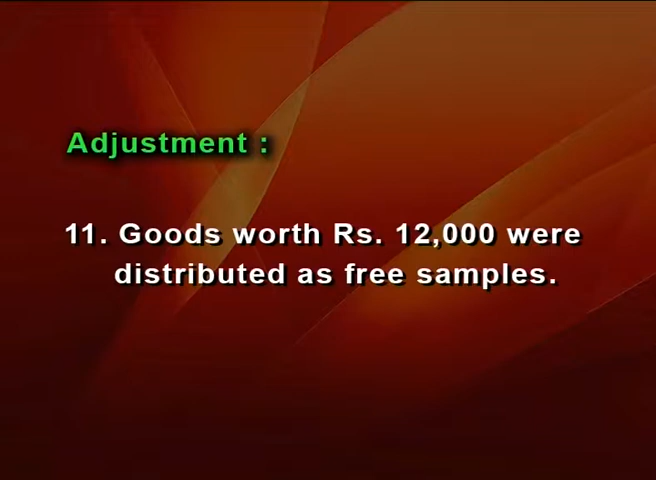 Adjustment :
11. Goods worth Rs. 12,000 were
distributed as free samples.